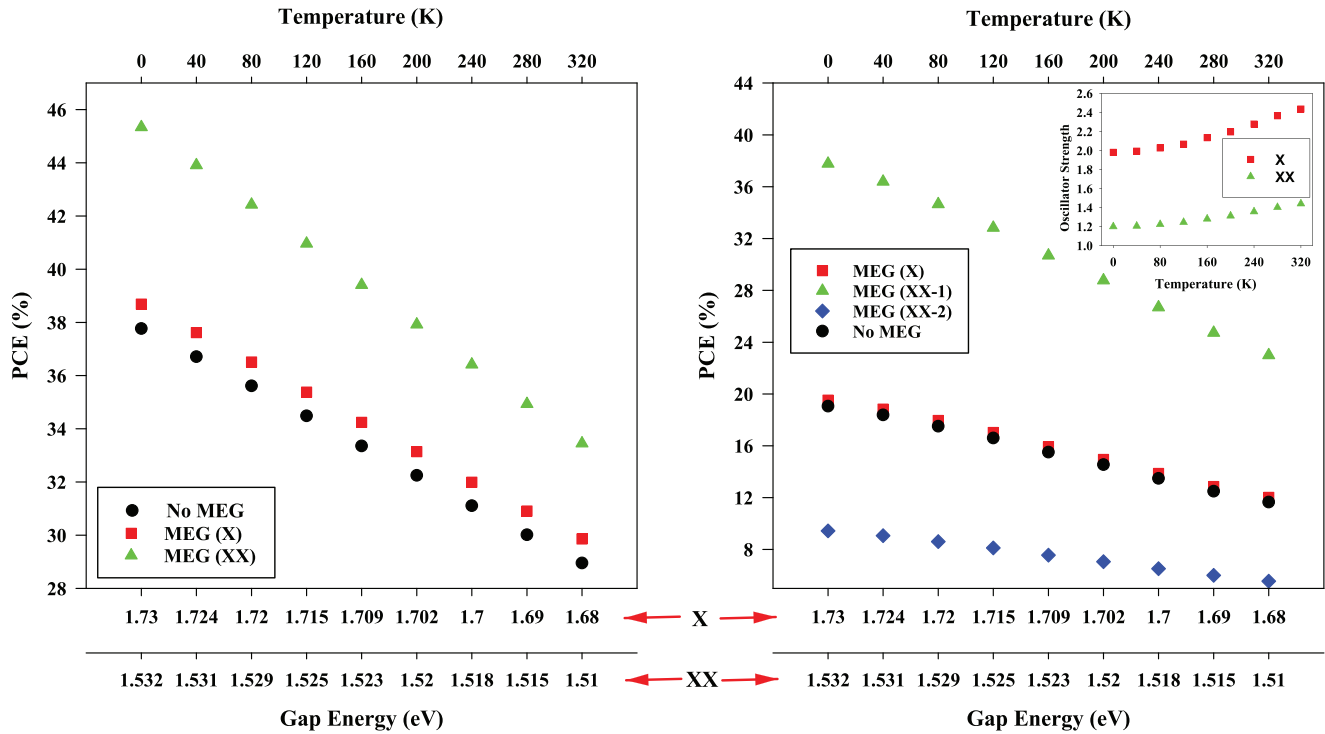 Temperature (K)
0 40 80 120 160 200 240 280 320
46
44
42
40
38
36
34
32
30
28
PCE (%)
No MEG
MEG (X)
MEG (XX)
1.73 1.724 1.72 1.715 1.709 1.702 1.7 1.69 1.68
1.532 1.531 1.529 1.525 1.523 1.52 1.518 1.515 1.51
Gap Energy (eV)
X
XX
Temperature (K)
0 40 80 120 160 200 240 280 320
44
40
36
32
28
24
20
16
12
8
PCE (%)
MEG (X)
MEG (XX-1)
MEG (XX-2)
No MEG
2.6
2.4
2.2
2.0
1.8
1.6
1.4
1.2
1.0
Oscillator Strength
X
XX
0 80 160 240 320
Temperature (K)
1.73 1.724 1.72 1.715 1.709 1.702 1.7 1.69 1.68
1.532 1.531 1.529 1.525 1.523 1.52 1.518 1.515 1.51
Gap Energy (eV)